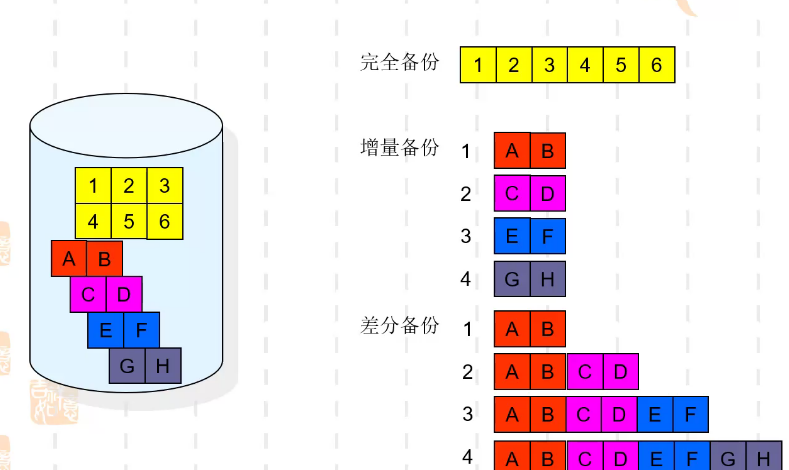 完全备份 1 2 3 4 5 6
增量备份 1 A B
2 C D
3 E F
4 G H
差分备份 1 A B
2 A B C D
3 A B C D E F
4 A B C D E F G H
1 2 3
4 5 6
A B
C D
E F
G H